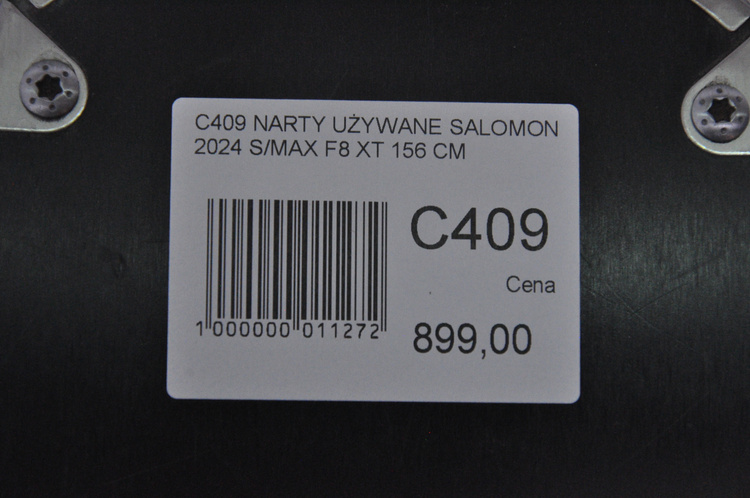 C409 NARTY UŻYWANE SALOMON
2024 S/MAX F8 XT 156 CM
C409
Cena
1 000000 011272
899,00